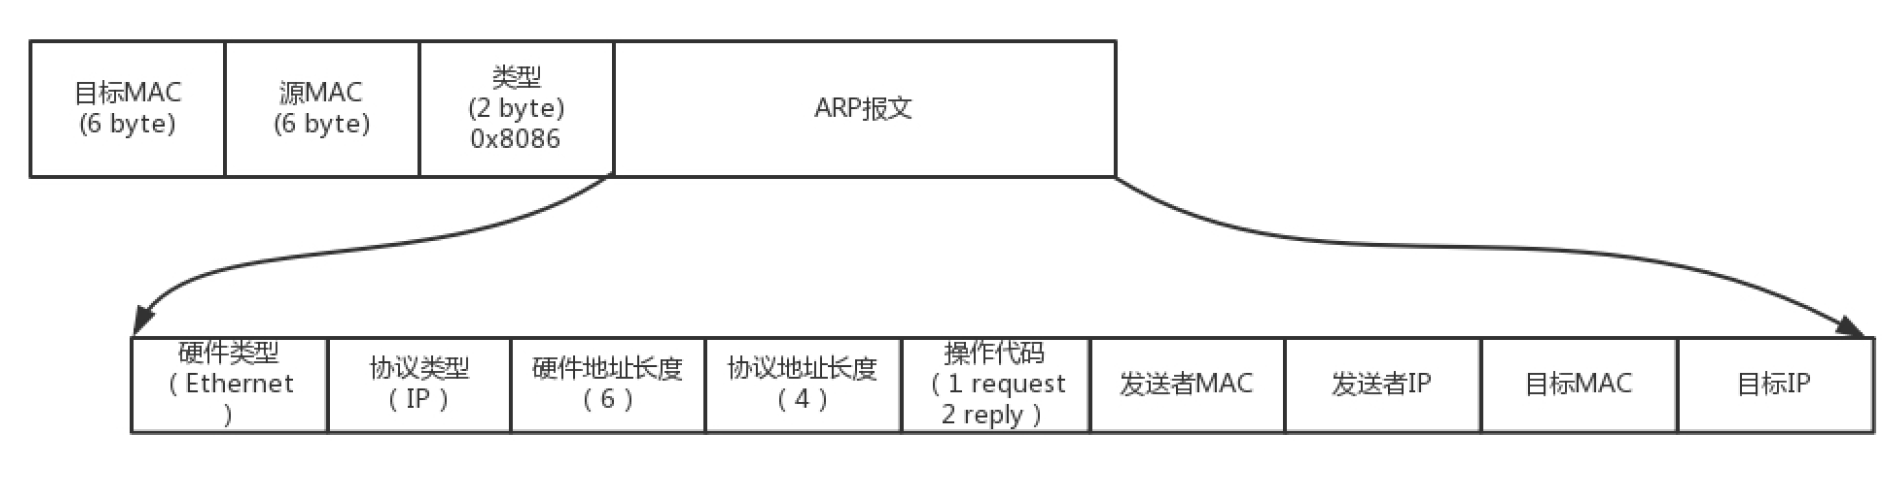 目标MAC
(6 byte)
源MAC
(6 byte)
类型
(2 byte)
0x8086
ARP报文
硬件类型
（ Ethernet
）
协议类型
（ IP ）
硬件地址长度
（ 6 ）
协议地址长度
（ 4 ）
操作代码
（ 1 request
2 reply ）
发送者MAC
发送者IP
目标MAC
目标IP